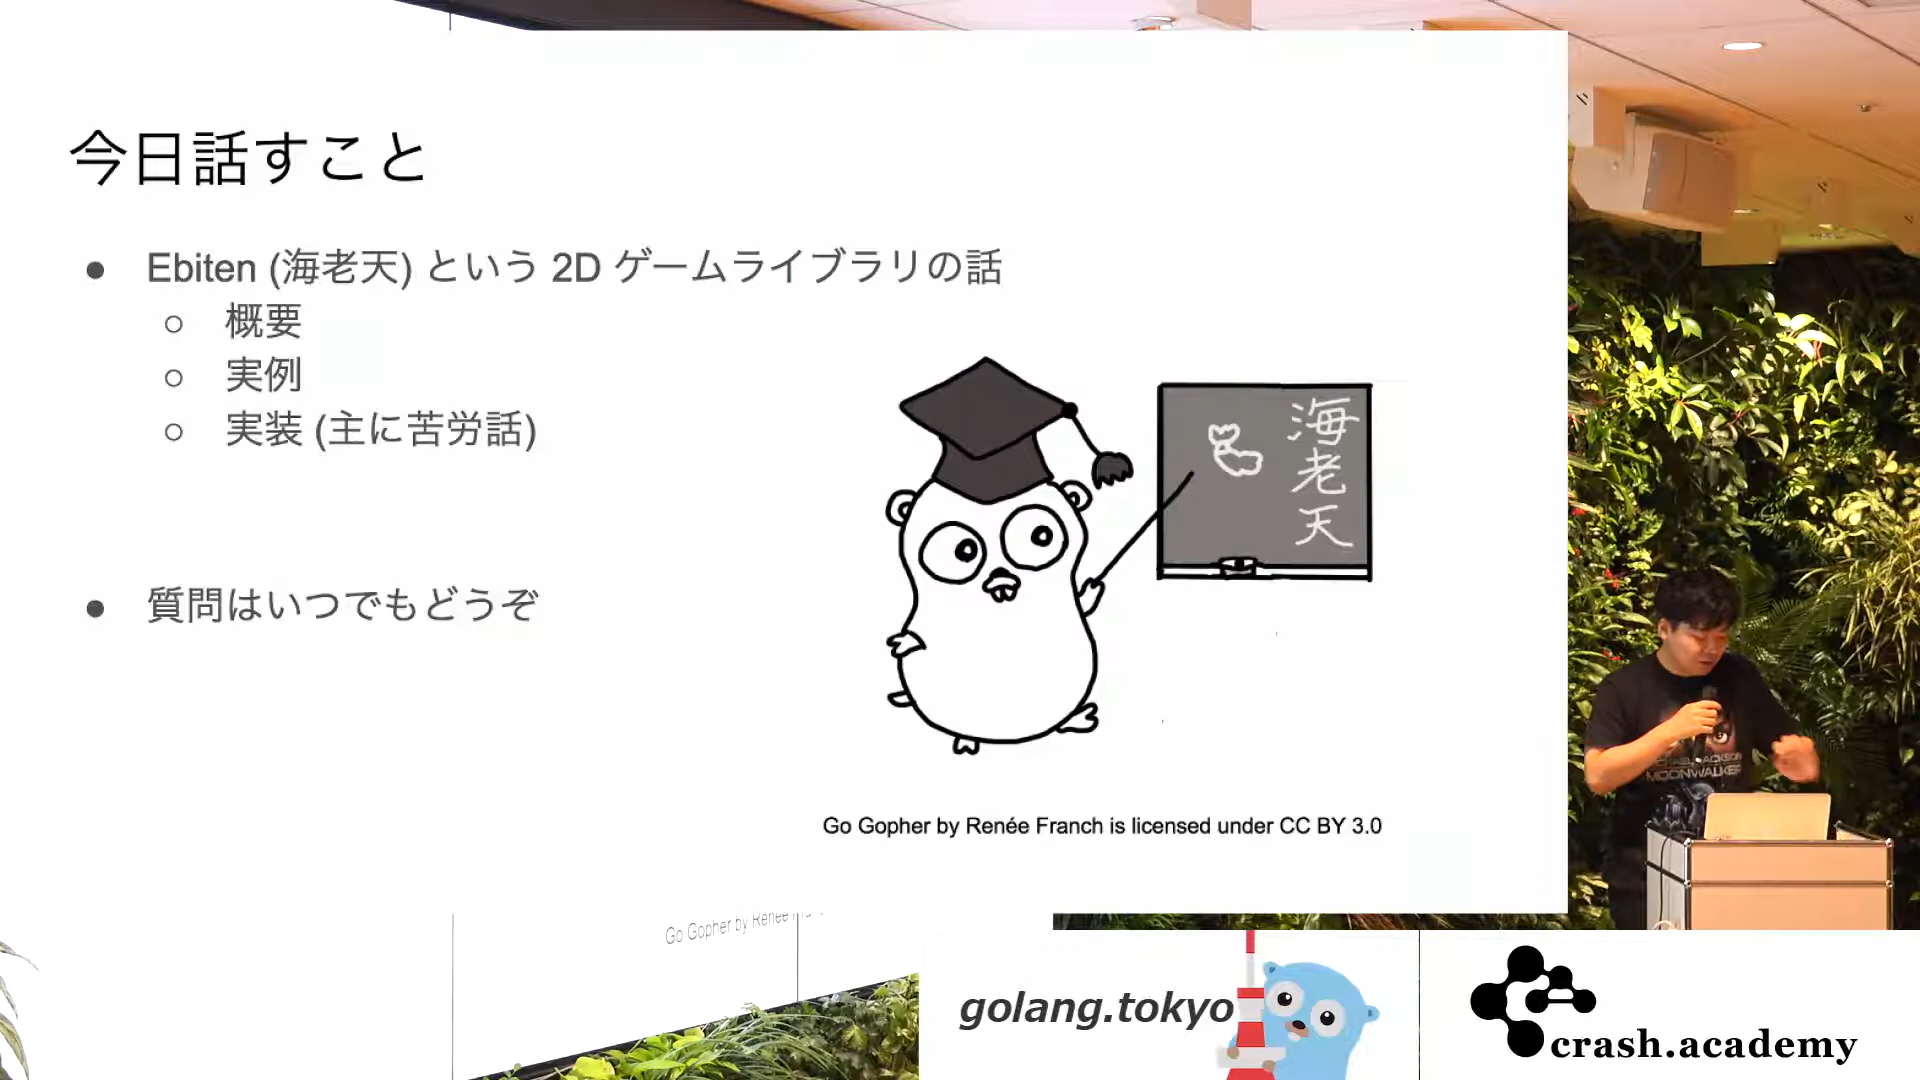 今日話すこと
● Ebiten (海老天) という 2D ゲームライブラリの話
○ 概要
○ 実例
○ 実装 (主に苦労話)
● 質問はいつでもどうぞ
海老天
Go Gopher by Renée Franch is licensed under CC BY 3.0
MOONWALKER
Go Gopher by Renée
golang.tokyo
crash.academy